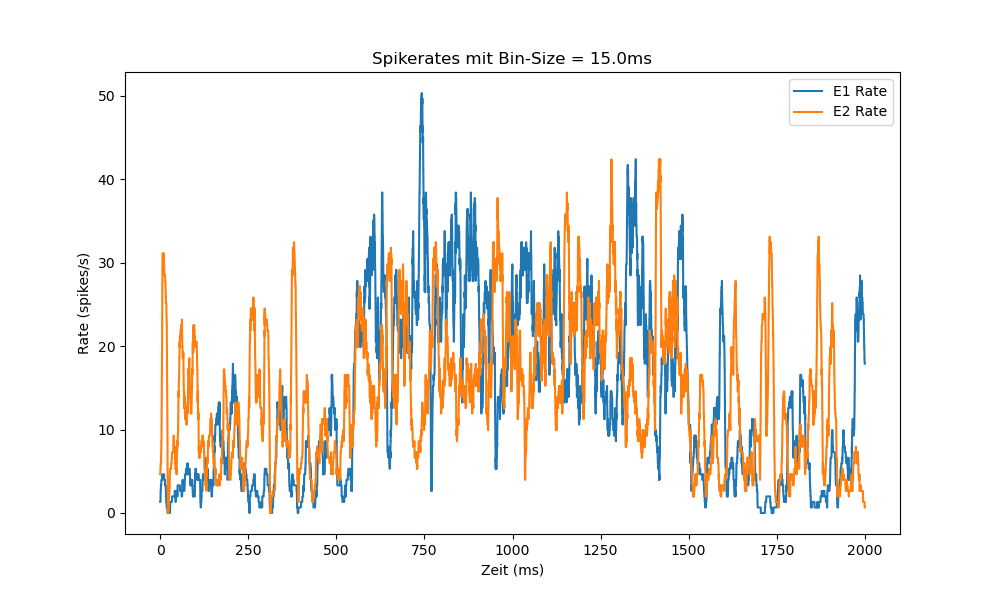 Spikerates mit Bin-Size = 15.0ms
E1 Rate
E2 Rate
Rate (spikes/s)
50
40
30
20
10
0
0 250 500 750 1000 1250 1500 1750 2000
Zeit (ms)